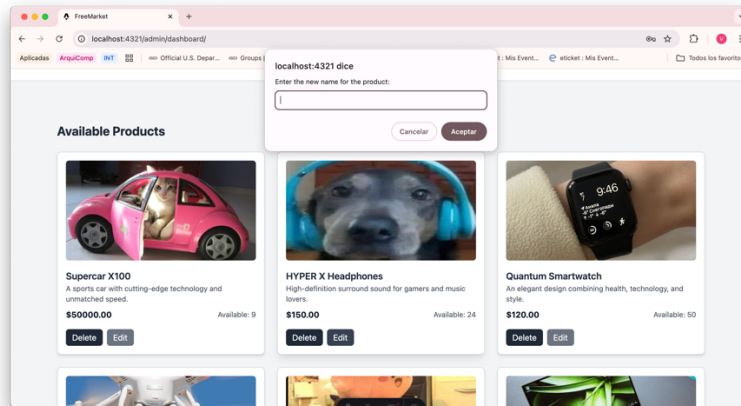 FreeMarket
localhost:4321/admin/dashboard/
Aplicadas ArquiComp INT Official U.S. Depar... Groups t : Mis Event... eticket : Mis Event... Todos los favorito
localhost:4321 dice
Enter the new name for the product:
Cancelar Aceptar
Available Products
9:46
Supercar X100
A sports car with cutting-edge technology and
unmatched speed.
$50000.00 Available: 9
Delete Edit
HYPER X Headphones
High-definition surround sound for gamers and music
lovers.
$150.00 Available: 24
Delete Edit
Quantum Smartwatch
An elegant design combining health, technology, and
style.
$120.00 Available: 50
Delete Edit